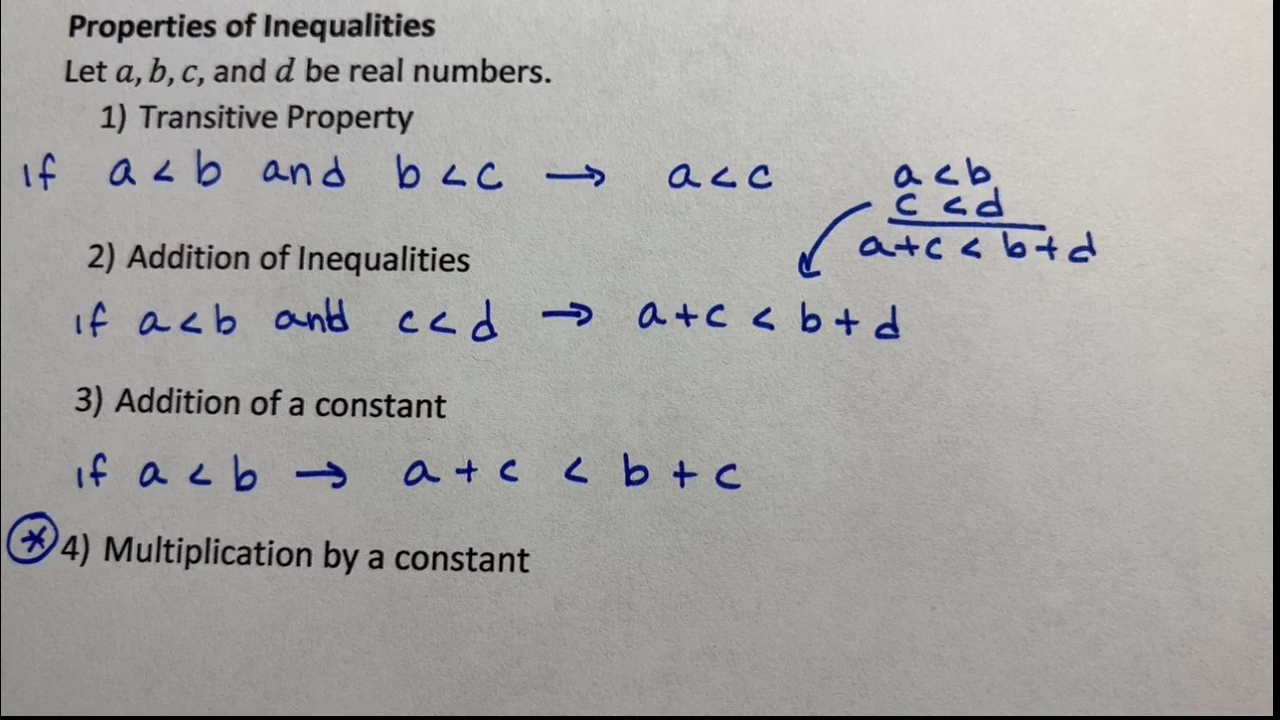 Properties of Inequalities
Let a, b, c, and d be real numbers.
1) Transitive Property
if a < b and b < c → a < c
a < b
c < d
a + c < b + d
2) Addition of Inequalities
if a < b and c < d → a + c < b + d
3) Addition of a constant
if a < b → a + c < b + c
* 4) Multiplication by a constant